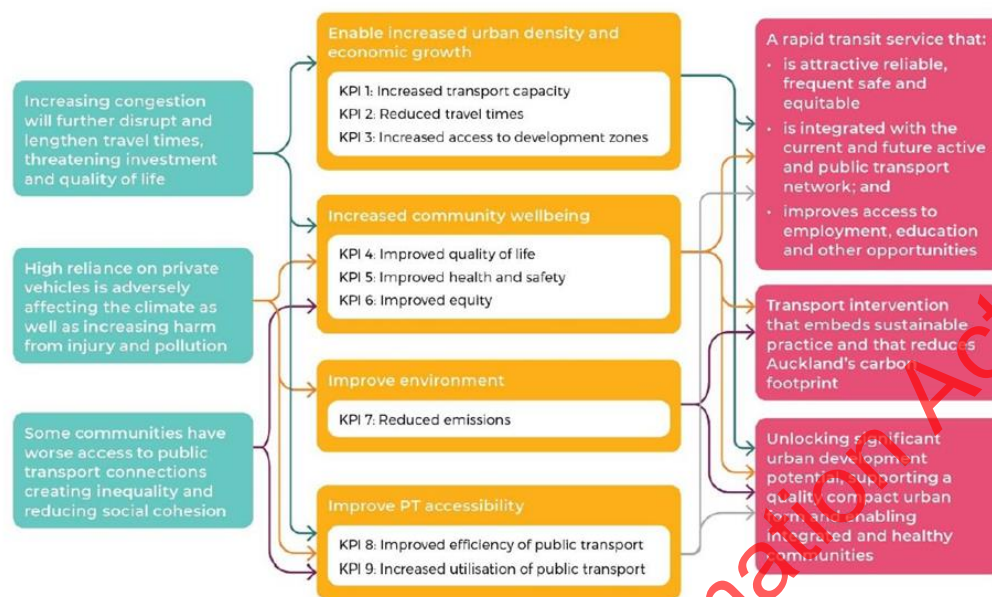 Increasing congestion
will further disrupt and
lengthen travel times,
threatening investment
and quality of life
High reliance on private
vehicles is adversely
affecting the climate as
well as increasing harm
from injury and pollution
Some communities have
worse access to public
transport connections
creating inequality and
reducing social cohesion
Enable increased urban density and
economic growth
KPI 1: Increased transport capacity
KPI 2: Reduced travel times
KPI 3: Increased access to development zones
Increased community wellbeing
KPI 4: Improved quality of life
KPI 5: Improved health and safety
KPI 6: Improved equity
Improve environment
KPI 7: Reduced emissions
Improve PT accessibility
KPI 8: Improved efficiency of public transport
KPI 9: Increased utilisation of public transport
A rapid transit service that:
• is attractive reliable,
frequent safe and
equitable
• is integrated with the
current and future active
and public transport
network; and
• improves access to
employment, education
and other opportunities
Transport intervention
that embeds sustainable
practice and that reduces
Auckland's carbon
footprint
Unlocking significant
urban development
potential, supporting a
quality compact urban
form and enabling
integrated and healthy
communities
mation Act